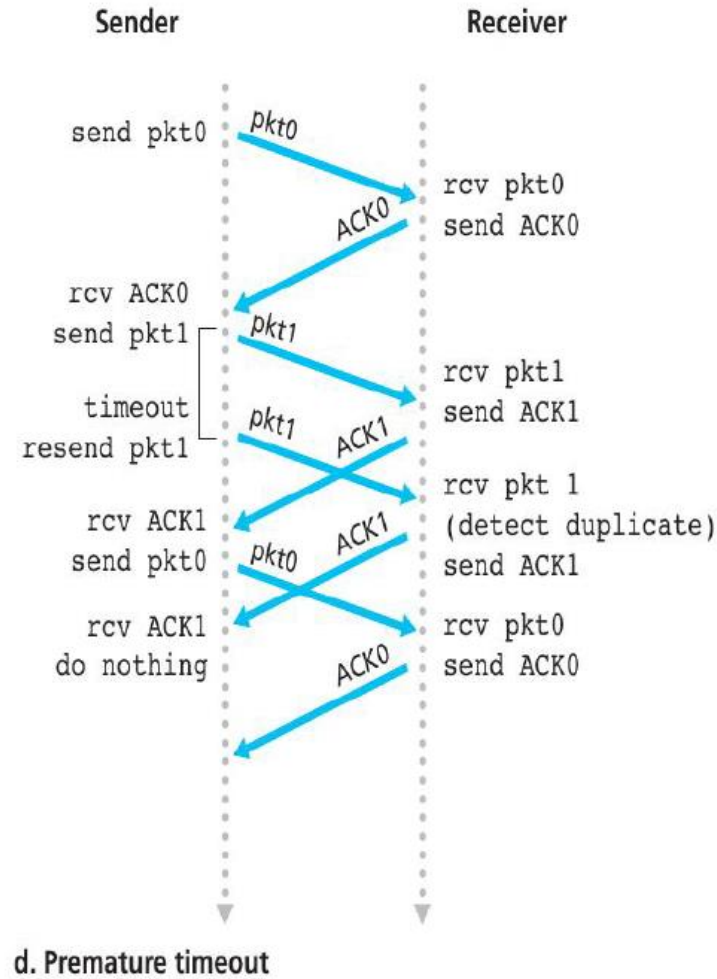 Sender
Receiver
send pkt0
pkt0
rcv pkt0
ACK0
send ACK0
rcv ACK0
send pkt1
pkt1
rcv pkt1
send ACK1
timeout
resend pkt1
pkt1
ACK1
rcv pkt 1
(detect duplicate)
send ACK1
rcv ACK1
send pkt0
pkt0
ACK1
rcv ACK1
do nothing
rcv pkt0
send ACK0
ACK0
d. Premature timeout